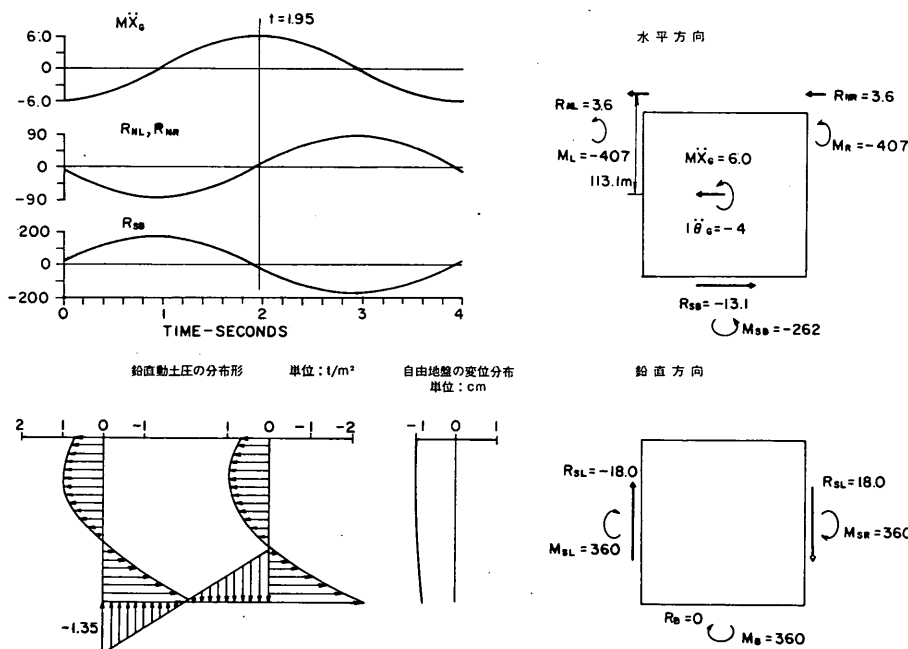 MẌG
t=1.95
6.0
0
-6.0
RNL, RNR
90
0
-90
RSB
200
0
-200
0 1 2 3 4
TIME-SECONDS
水平方向
RNL 3.6
RNR=3.6
ML=-407
MR=-407
113.1m
MẌG=6.0
Iθ̈G=-4
RSB=-13.1
MSB=-262
鉛直動土圧の分布形 単位:t/m²
2 1 0 -1 1 0 -1 -2
-1.35
自由地盤の変位分布
単位:cm
-1 0 1
鉛直方向
RSL=-18.0
RSL=18.0
MSL=360
MSR=360
RB=0
MB=360